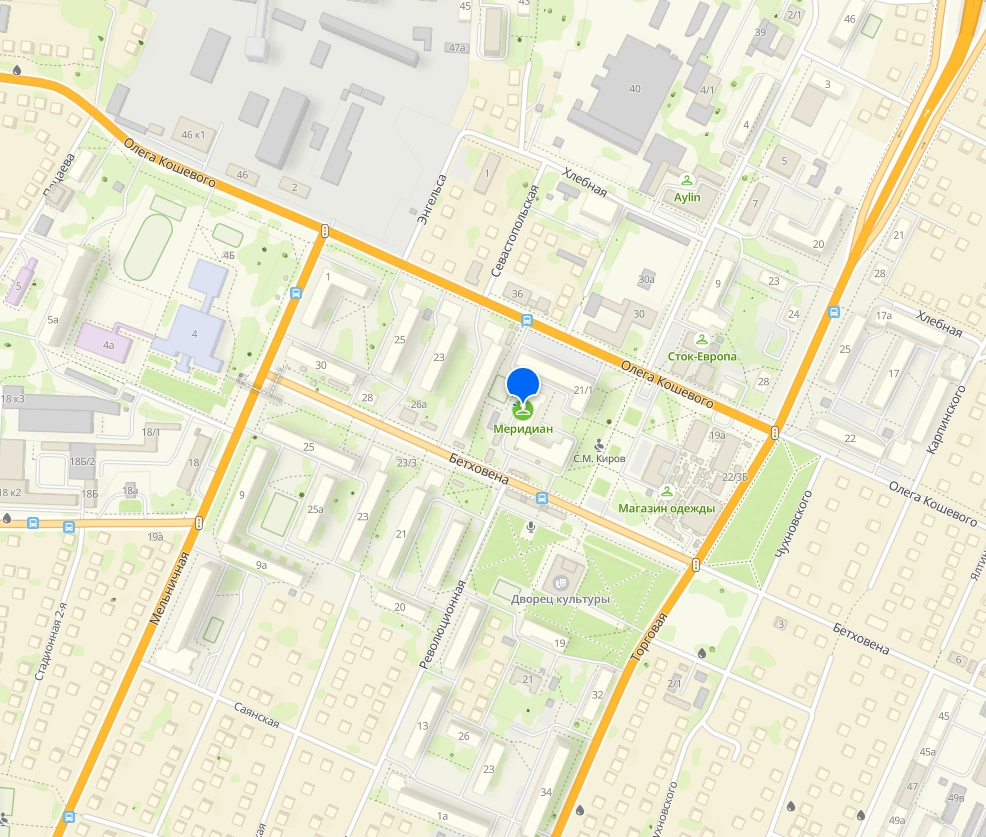 45
43
2/1
46
39
47а
3
40
4/1
4
46 к1
Олега Кошевого
Пацаева
46
2
1
5
Хлебная
Энгельса
Севастопольская
Aylin
7
20
21
4Б
28
5
1
30а
9
23
36
30
24
17а
Хлебная
5а
4
4а
25
23
Сток-Европа
25
17
30
Олега Кошевого
28
21/1
28
26а
18 к3
Меридиан
Карпинского
18/1
25
19а
22
С.М. Киров
23/3
Бетховена
18Б/2
18
22/3Б
18 к2
18Б
18а
9
Магазин одежды
Олега Кошевого
25а
23
Чухновского
19а
21
9а
Дворец культуры
Мельничная
Стадионная 2-я
20
Революционная
19
Торговая
3
Бетховена
6
21
32
2/1
Саянская
13
45
26
23
45а
47
34
49в
1а
49а